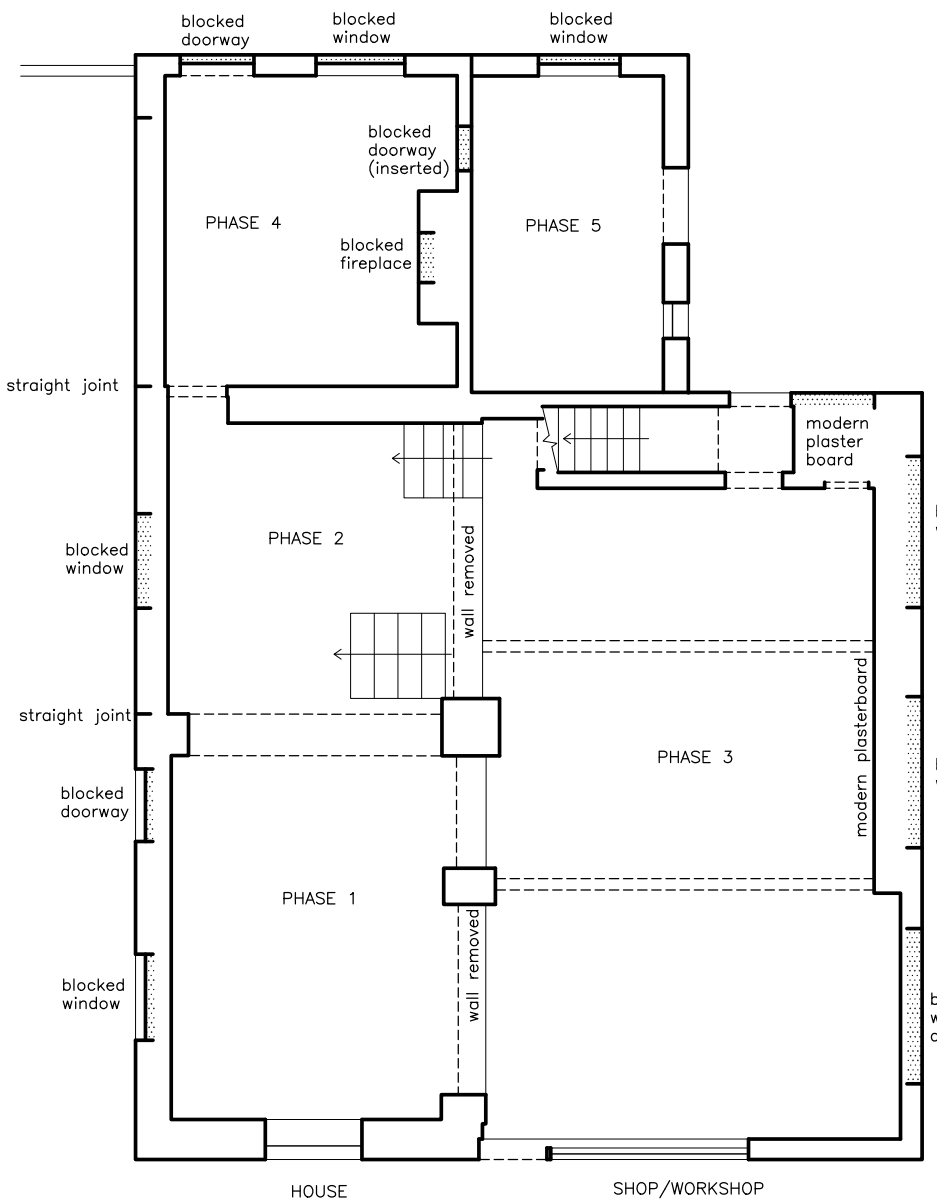 blocked
doorway
blocked
window
blocked
window
blocked
doorway
(inserted)
PHASE 4
PHASE 5
blocked
fireplace
straight joint
modern
plaster
board
PHASE 2
wall removed
blocked
window
straight joint
modern plasterboard
PHASE 3
blocked
doorway
PHASE 1
wall removed
blocked
window
HOUSE
SHOP/WORKSHOP